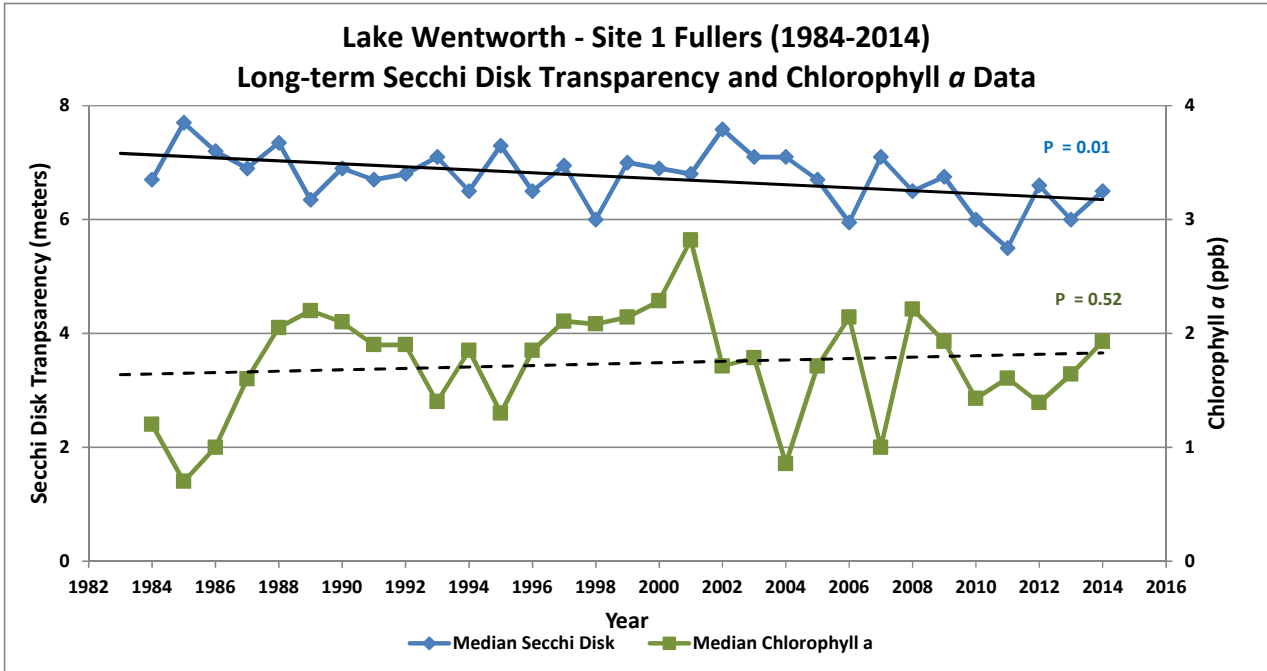 Lake Wentworth - Site 1 Fullers (1984-2014)
Long-term Secchi Disk Transparency and Chlorophyll a Data
Secchi Disk Tranpsarency (meters)
8
6
4
2
0
P = 0.01
P = 0.52
4
3
2
1
0
Chlorophyll a (ppb)
1982 1984 1986 1988 1990 1992 1994 1996 1998 2000 2002 2004 2006 2008 2010 2012 2014 2016
Year
Median Secchi Disk Median Chlorophyll a